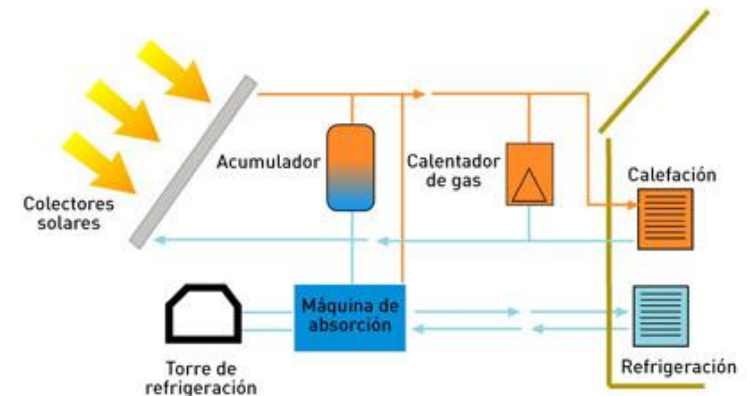 Acumulador
Calentador
de gas
Calefación
Colectores
solares
Máquina de
absorción
Torre de
refrigeración
Refrigeración